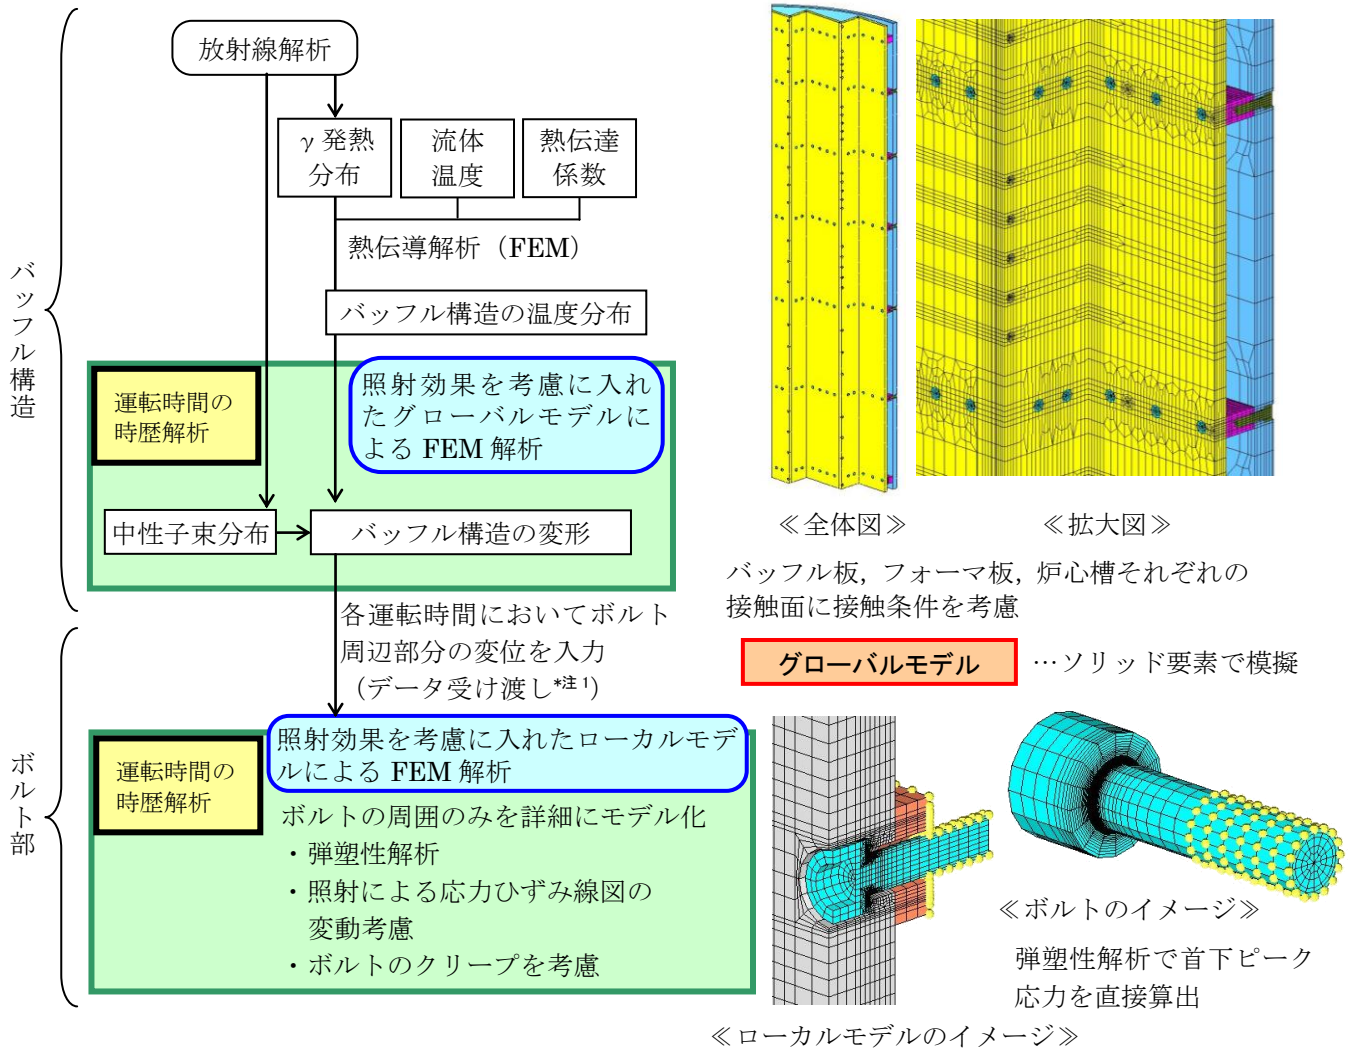 バッフル構造
放射線解析
γ発熱
分布
流体
温度
熱伝達
係数
熱伝導解析（FEM）
バッフル構造の温度分布
運転時間の
時歴解析
照射効果を考慮に入れ
たグローバルモデルに
よる FEM 解析
中性子束分布
バッフル構造の変形
各運転時間においてボルト
周辺部分の変位を入力
（データ受け渡し*注1）
ボルト部
運転時間の
時歴解析
照射効果を考慮に入れたローカルモデ
ルによる FEM 解析
ボルトの周囲のみを詳細にモデル化
・弾塑性解析
・照射による応力ひずみ線図の
変動考慮
・ボルトのクリープを考慮
≪全体図≫
≪拡大図≫
バッフル板, フォーマ板, 炉心槽それぞれの
接触面に接触条件を考慮
グローバルモデル
…ソリッド要素で模擬
≪ボルトのイメージ≫
弾塑性解析で首下ピーク
応力を直接算出
≪ローカルモデルのイメージ≫